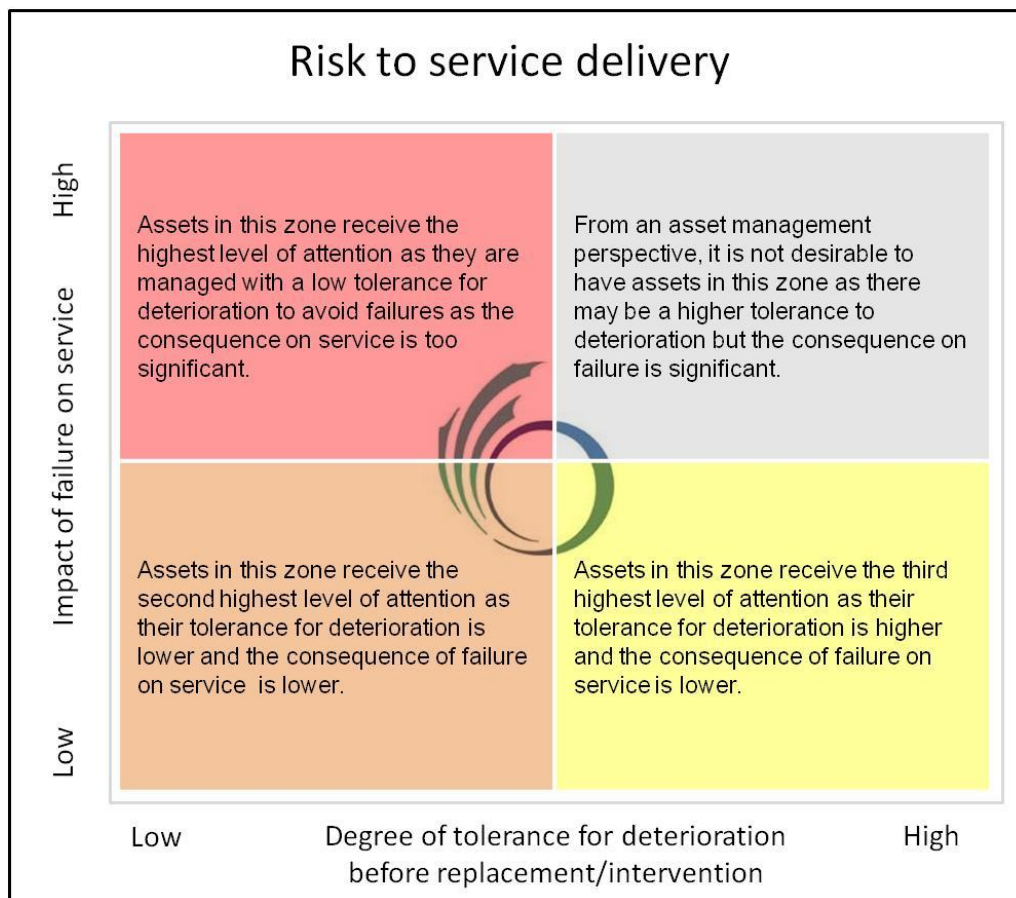 Risk to service delivery
High
Impact of failure on service
Low
Assets in this zone receive the
highest level of attention as they are
managed with a low tolerance for
deterioration to avoid failures as the
consequence on service is too
significant.
From an asset management
perspective, it is not desirable to
have assets in this zone as there
may be a higher tolerance to
deterioration but the consequence on
failure is significant.
Assets in this zone receive the
second highest level of attention as
their tolerance for deterioration is
lower and the consequence of failure
on service is lower.
Assets in this zone receive the third
highest level of attention as their
tolerance for deterioration is higher
and the consequence of failure on
service is lower.
Low
Degree of tolerance for deterioration
before replacement/intervention
High